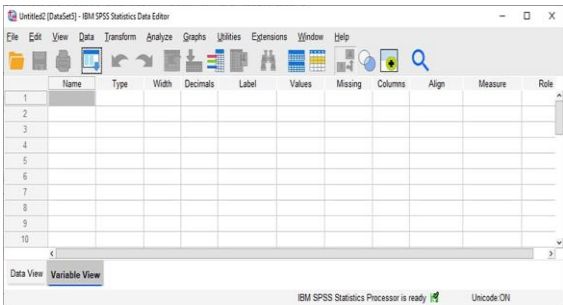 Untitled2 [DataSet5] - IBM SPSS Statistics Data Editor
File Edit View Data Transform Analyze Graphs Utilities Extensions Window Help
Name Type Width Decimals Label Values Missing Columns Align Measure Role
1
2
3
4
5
6
7
8
9
10
Data View Variable View
IBM SPSS Statistics Processor is ready Unicode:ON